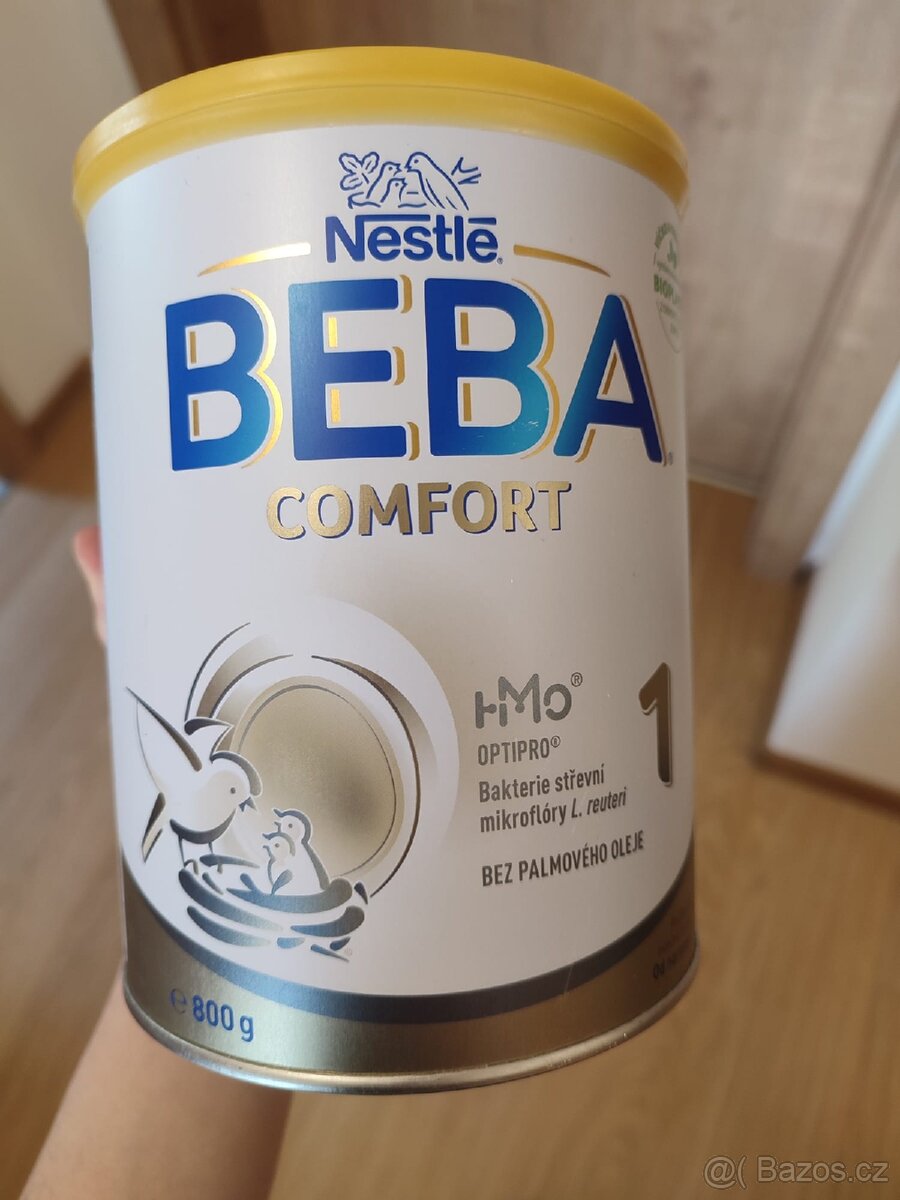 Nestlé®
BEBA®
COMFORT
HMO®
OPTIPRO®
1
Bakterie střevní
mikroflóry L. reuteri
BEZ PALMOVÉHO OLEJE
e 800 g
@( Bazos.cz